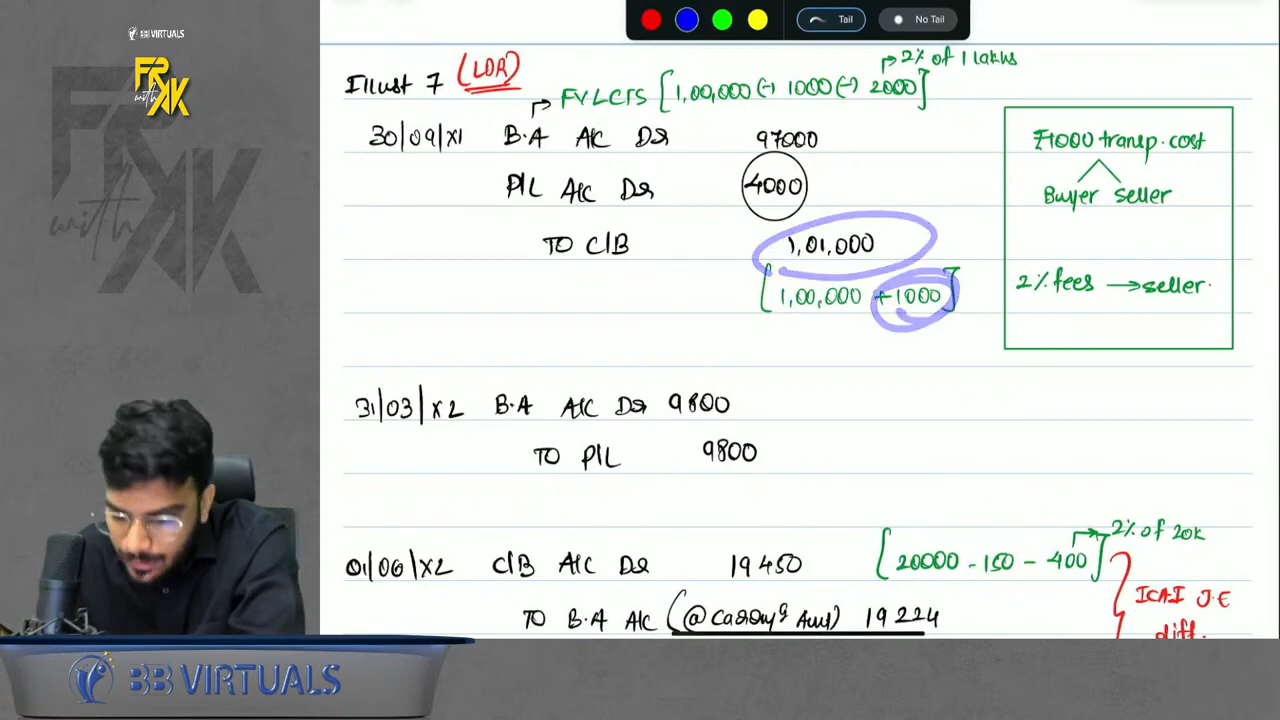 Tail
No Tail
BB VIRTUALS
FR
with
AK
Illust 7 (LDR)
→ 2% of 1 lakhs
→ FVLCTS [1,00,000 (-) 1000 (-) 2000]
30/09/X1 B.A A/C Dr 97000
P/L A/C Dr 4000
TO C/B 1,01,000
[1,00,000 + 1000]
₹1000 transp. cost
Buyer seller
2% fees → seller.
31/03/X2 B.A A/C Dr 9800
TO P/L 9800
→ 2% of 20k
01/06/X2 C/B A/C Dr 19450 [20000 - 150 - 400]
TO B.A A/C (@ Carryg Amt) 19224
ICAI J.E
diff.
BB VIRTUALS